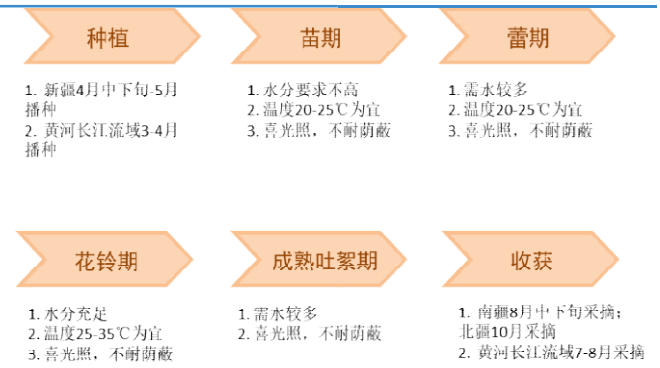 种植
苗期
蕾期
1. 新疆4月中下旬-5月
播种
2. 黄河长江流域3-4月
播种
1. 水分要求不高
2. 温度20-25℃为宜
3. 喜光照，不耐荫蔽
1. 需水较多
2. 温度20-25℃为宜
3. 喜光照，不耐荫蔽
花铃期
成熟吐絮期
收获
1. 水分充足
2. 温度25-35℃为宜
3. 喜光照，不耐荫蔽
1. 需水较多
2. 喜光照，不耐荫蔽
1. 南疆8月中下旬采摘；
北疆10月采摘
2. 黄河长江流域7-8月采摘